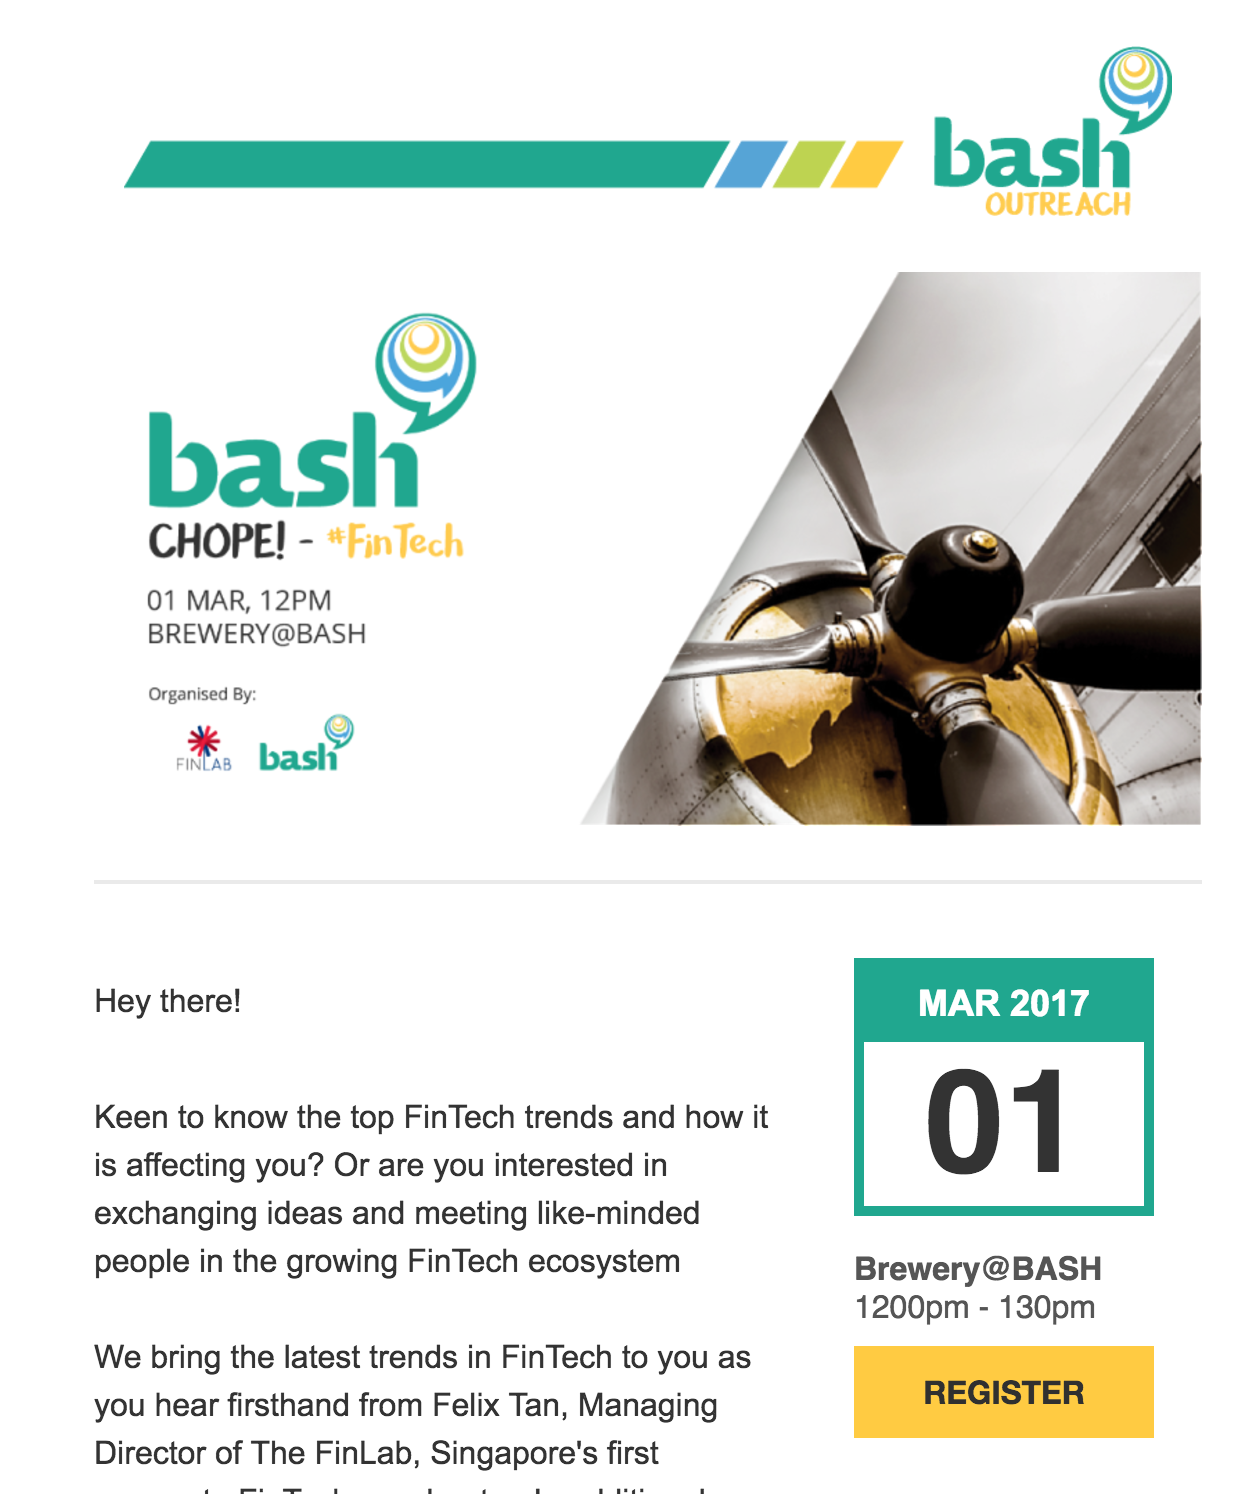 bash
OUTREACH
bash
CHOPE! - #FinTech
01 MAR, 12PM
BREWERY@BASH
Organised By:
FINLAB bash
Hey there!
Keen to know the top FinTech trends and how it
is affecting you? Or are you interested in
exchanging ideas and meeting like-minded
people in the growing FinTech ecosystem
We bring the latest trends in FinTech to you as
you hear firsthand from Felix Tan, Managing
Director of The FinLab, Singapore's first
MAR 2017
01
Brewery@BASH
1200pm - 130pm
REGISTER